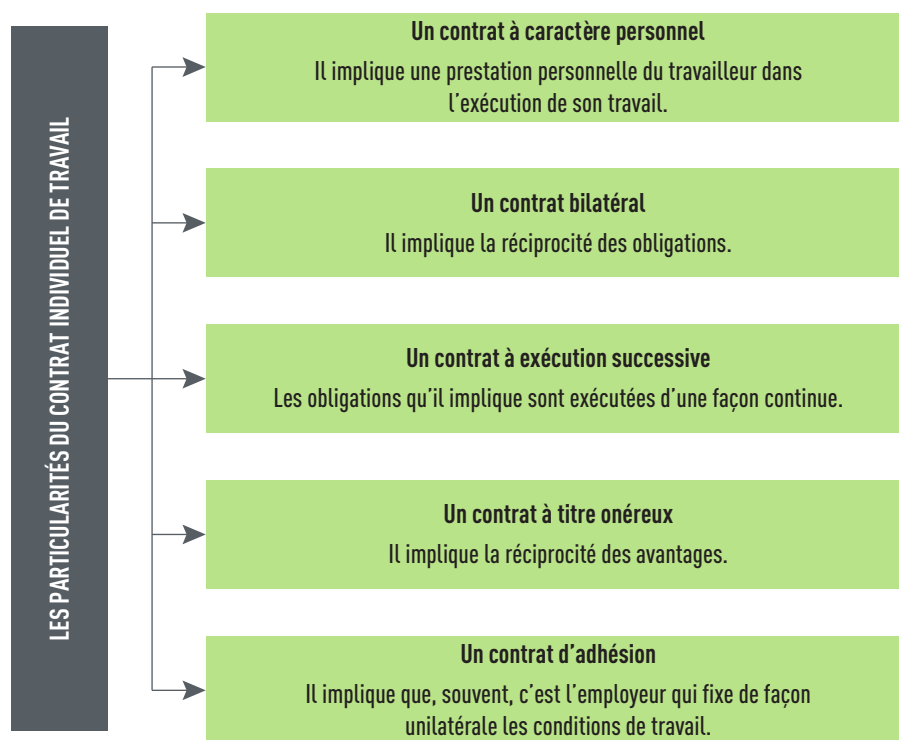 LES PARTICULARITÉS DU CONTRAT INDIVIDUEL DE TRAVAIL
Un contrat à caractère personnel
Il implique une prestation personnelle du travailleur dans
l'exécution de son travail.
Un contrat bilatéral
Il implique la réciprocité des obligations.
Un contrat à exécution successive
Les obligations qu'il implique sont exécutées d'une façon continue.
Un contrat à titre onéreux
Il implique la réciprocité des avantages.
Un contrat d'adhésion
Il implique que, souvent, c'est l'employeur qui fixe de façon
unilatérale les conditions de travail.